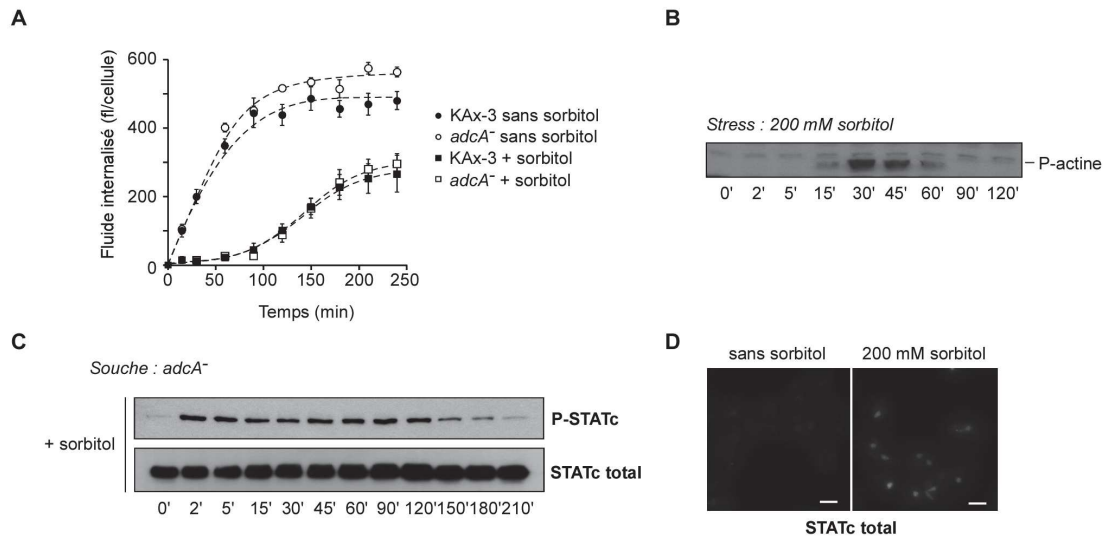 A
Fluide internalisé (fl/cellule)
600
400
200
0
0
50
100
150
200
250
Temps (min)
KAx-3 sans sorbitol
adcA⁻ sans sorbitol
KAx-3 + sorbitol
adcA⁻ + sorbitol
B
Stress : 200 mM sorbitol
P-actine
0' 2' 5' 15' 30' 45' 60' 90' 120'
C
Souche : adcA⁻
+ sorbitol
P-STATc
STATc total
0' 2' 5' 15' 30' 45' 60' 90' 120' 150' 180' 210'
D
sans sorbitol
200 mM sorbitol
STATc total